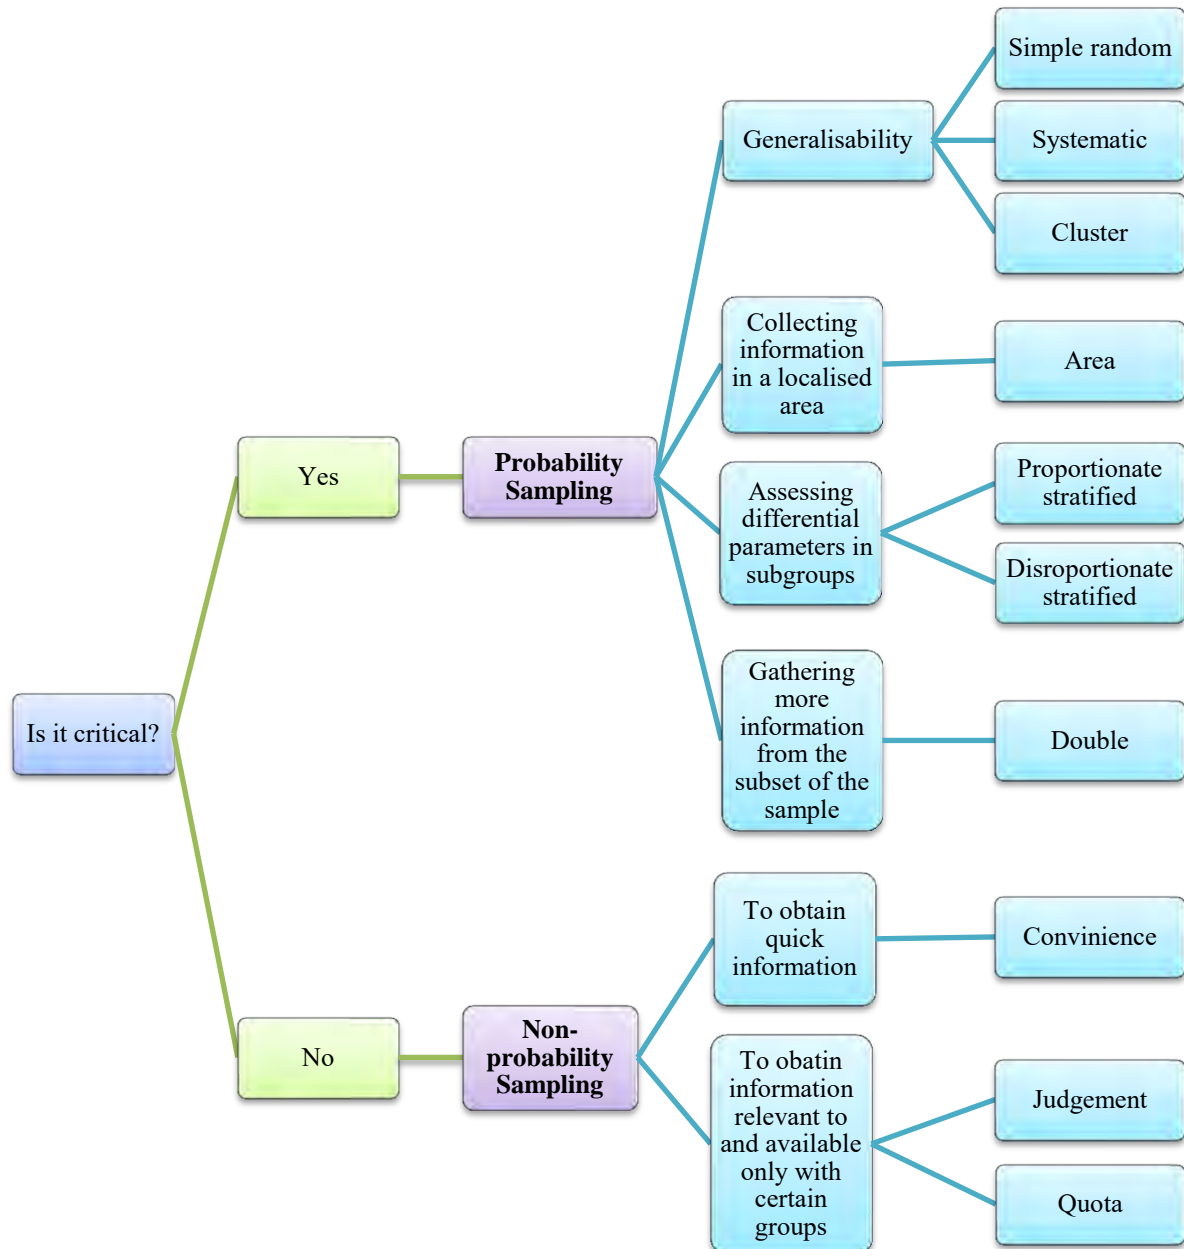 Simple random
Generalisability
Systematic
Cluster
Collecting
information
in a localised
area
Area
Yes
Probability
Sampling
Assessing
differential
parameters in
subgroups
Proportionate
stratified
Disroportionate
stratified
Is it critical?
Gathering
more
information
from the
subset of the
sample
Double
To obtain
quick
information
Convinience
No
Non-
probability
Sampling
To obatin
information
relevant to
and available
only with
certain
groups
Judgement
Quota